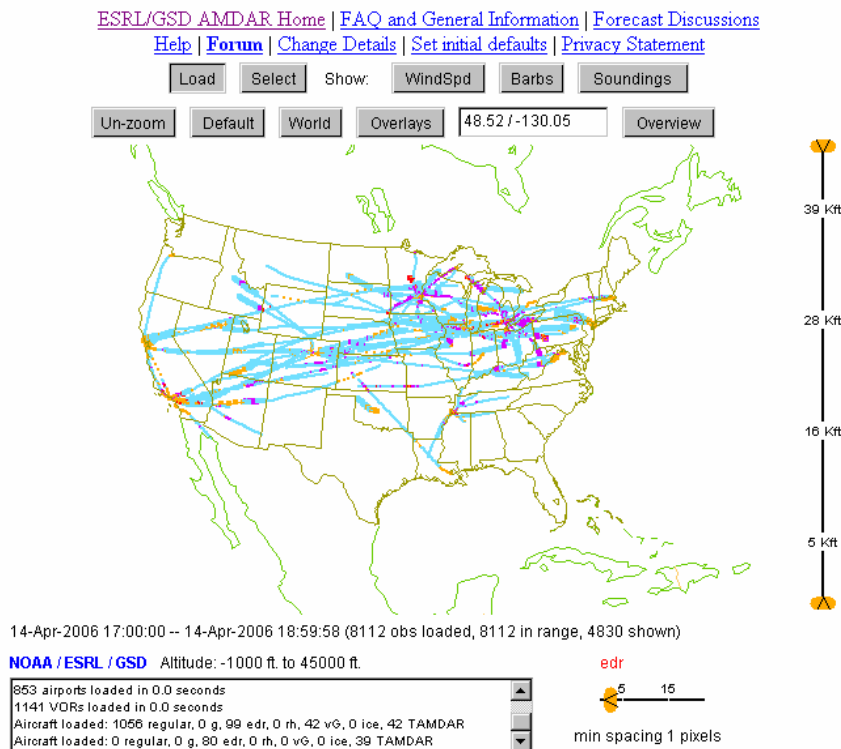 ESRL/GSD AMDAR Home | FAQ and General Information | Forecast Discussions
Help | Forum | Change Details | Set initial defaults | Privacy Statement
Load Select Show: WindSpd Barbs Soundings
Un-zoom Default World Overlays 48.52 / -130.05 Overview
39 Kft
28 Kft
16 Kft
5 Kft
14-Apr-2006 17:00:00 -- 14-Apr-2006 18:59:58 (8112 obs loaded, 8112 in range, 4830 shown)
NOAA / ESRL / GSD Altitude: -1000 ft. to 45000 ft. edr
853 airports loaded in 0.0 seconds
1141 VORs loaded in 0.0 seconds
Aircraft loaded: 1056 regular, 0 g, 99 edr, 0 rh, 42 vG, 0 ice, 42 TAMDAR
Aircraft loaded: 0 regular, 0 g, 80 edr, 0 rh, 0 vG, 0 ice, 39 TAMDAR
5 15
min spacing 1 pixels